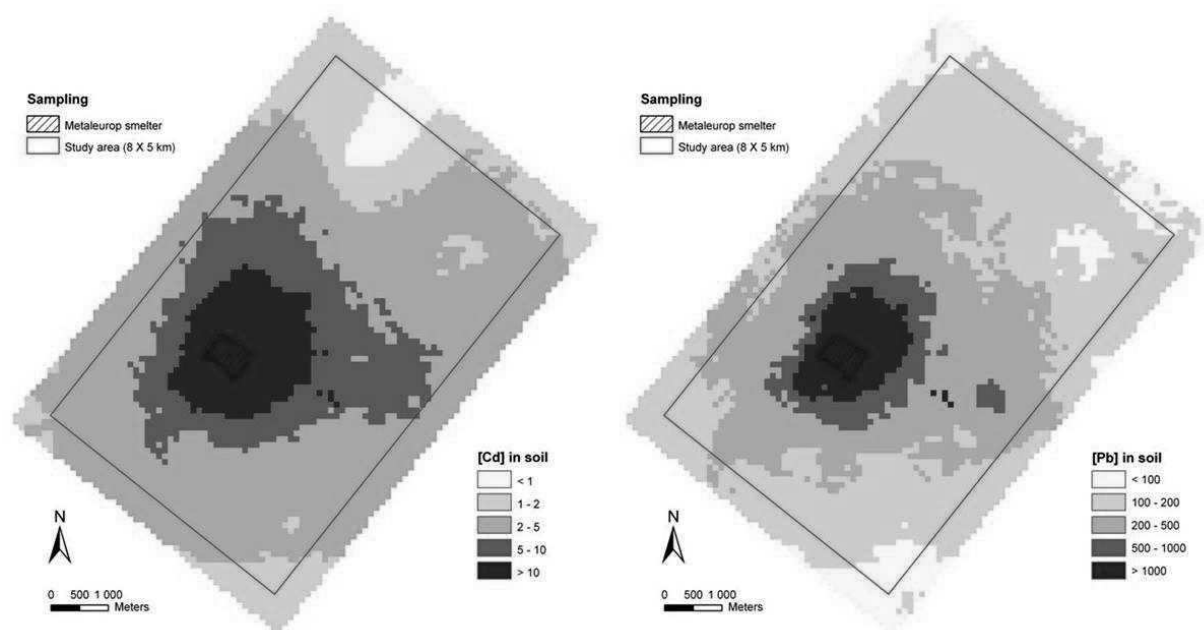 Sampling
Metaleurop smelter
Study area (8 X 5 km)
[Cd] in soil
< 1
1 - 2
2 - 5
5 - 10
> 10
N
0 500 1 000
Meters
Sampling
Metaleurop smelter
Study area (8 X 5 km)
[Pb] in soil
< 100
100 - 200
200 - 500
500 - 1000
> 1000
N
0 500 1 000
Meters